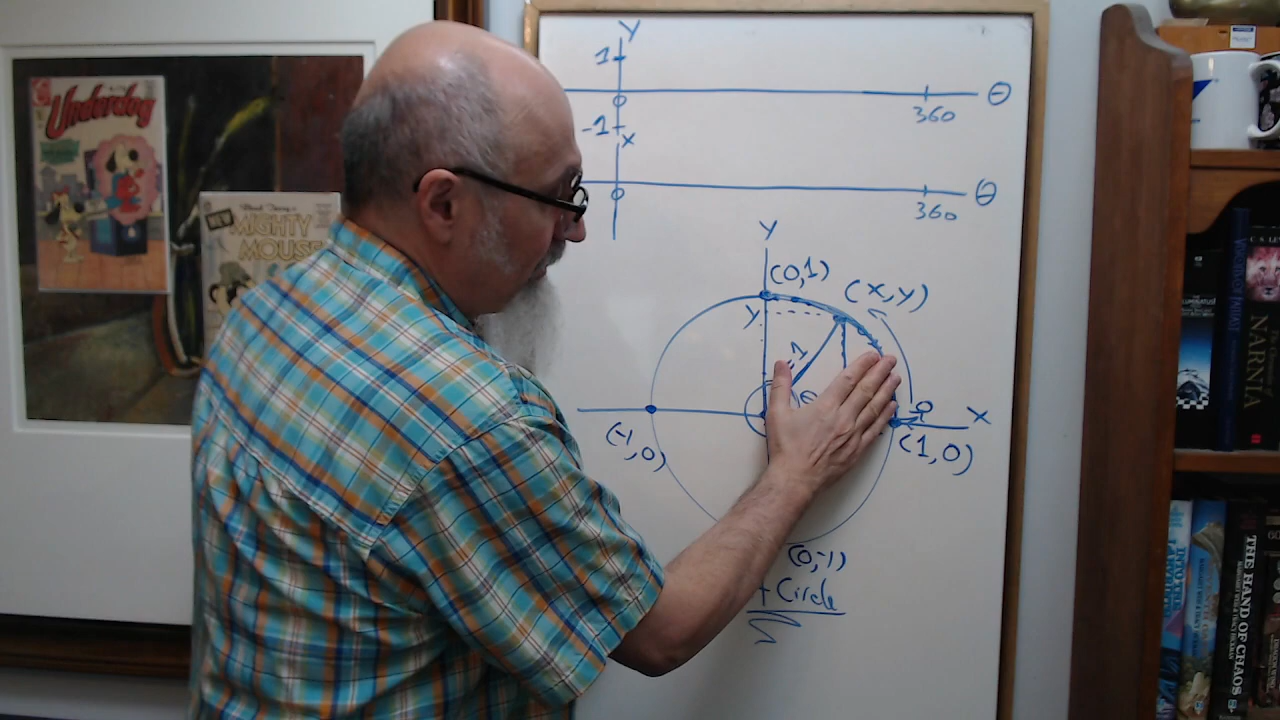 Underdog
NEW
MIGHTY
MOUSE
Y
1
0
-1
360
θ
X
0
360
θ
Y
(0,1)
(X,Y)
Y
1
θ
X
(-1,0)
(1,0)
(0,-1)
Circle
NARNIA
THE HAND OF CHAOS